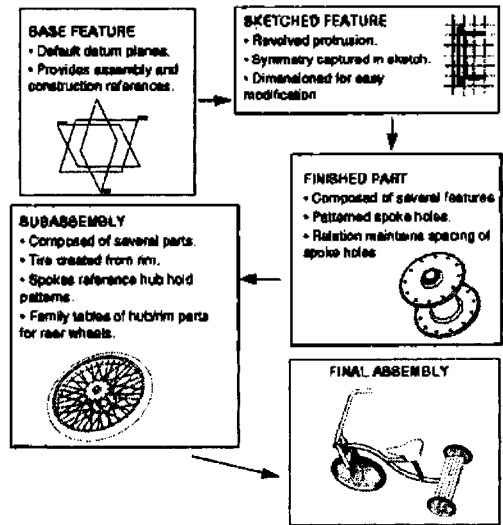 BASE FEATURE
• Default datum planes.
• Provides assembly and
construction references.
SKETCHED FEATURE
• Revolved protrusion.
• Symmetry captured in sketch.
• Dimensioned for easy
modification
FINISHED PART
• Composed of several features
• Patterned spoke holes.
• Relation maintains spacing of
spoke holes
SUBASSEMBLY
• Composed of several parts.
• Tire created from rim.
• Spokes reference hub hold
patterns.
• Family tables of hub/rim parts
for rear wheels.
FINAL ASSEMBLY